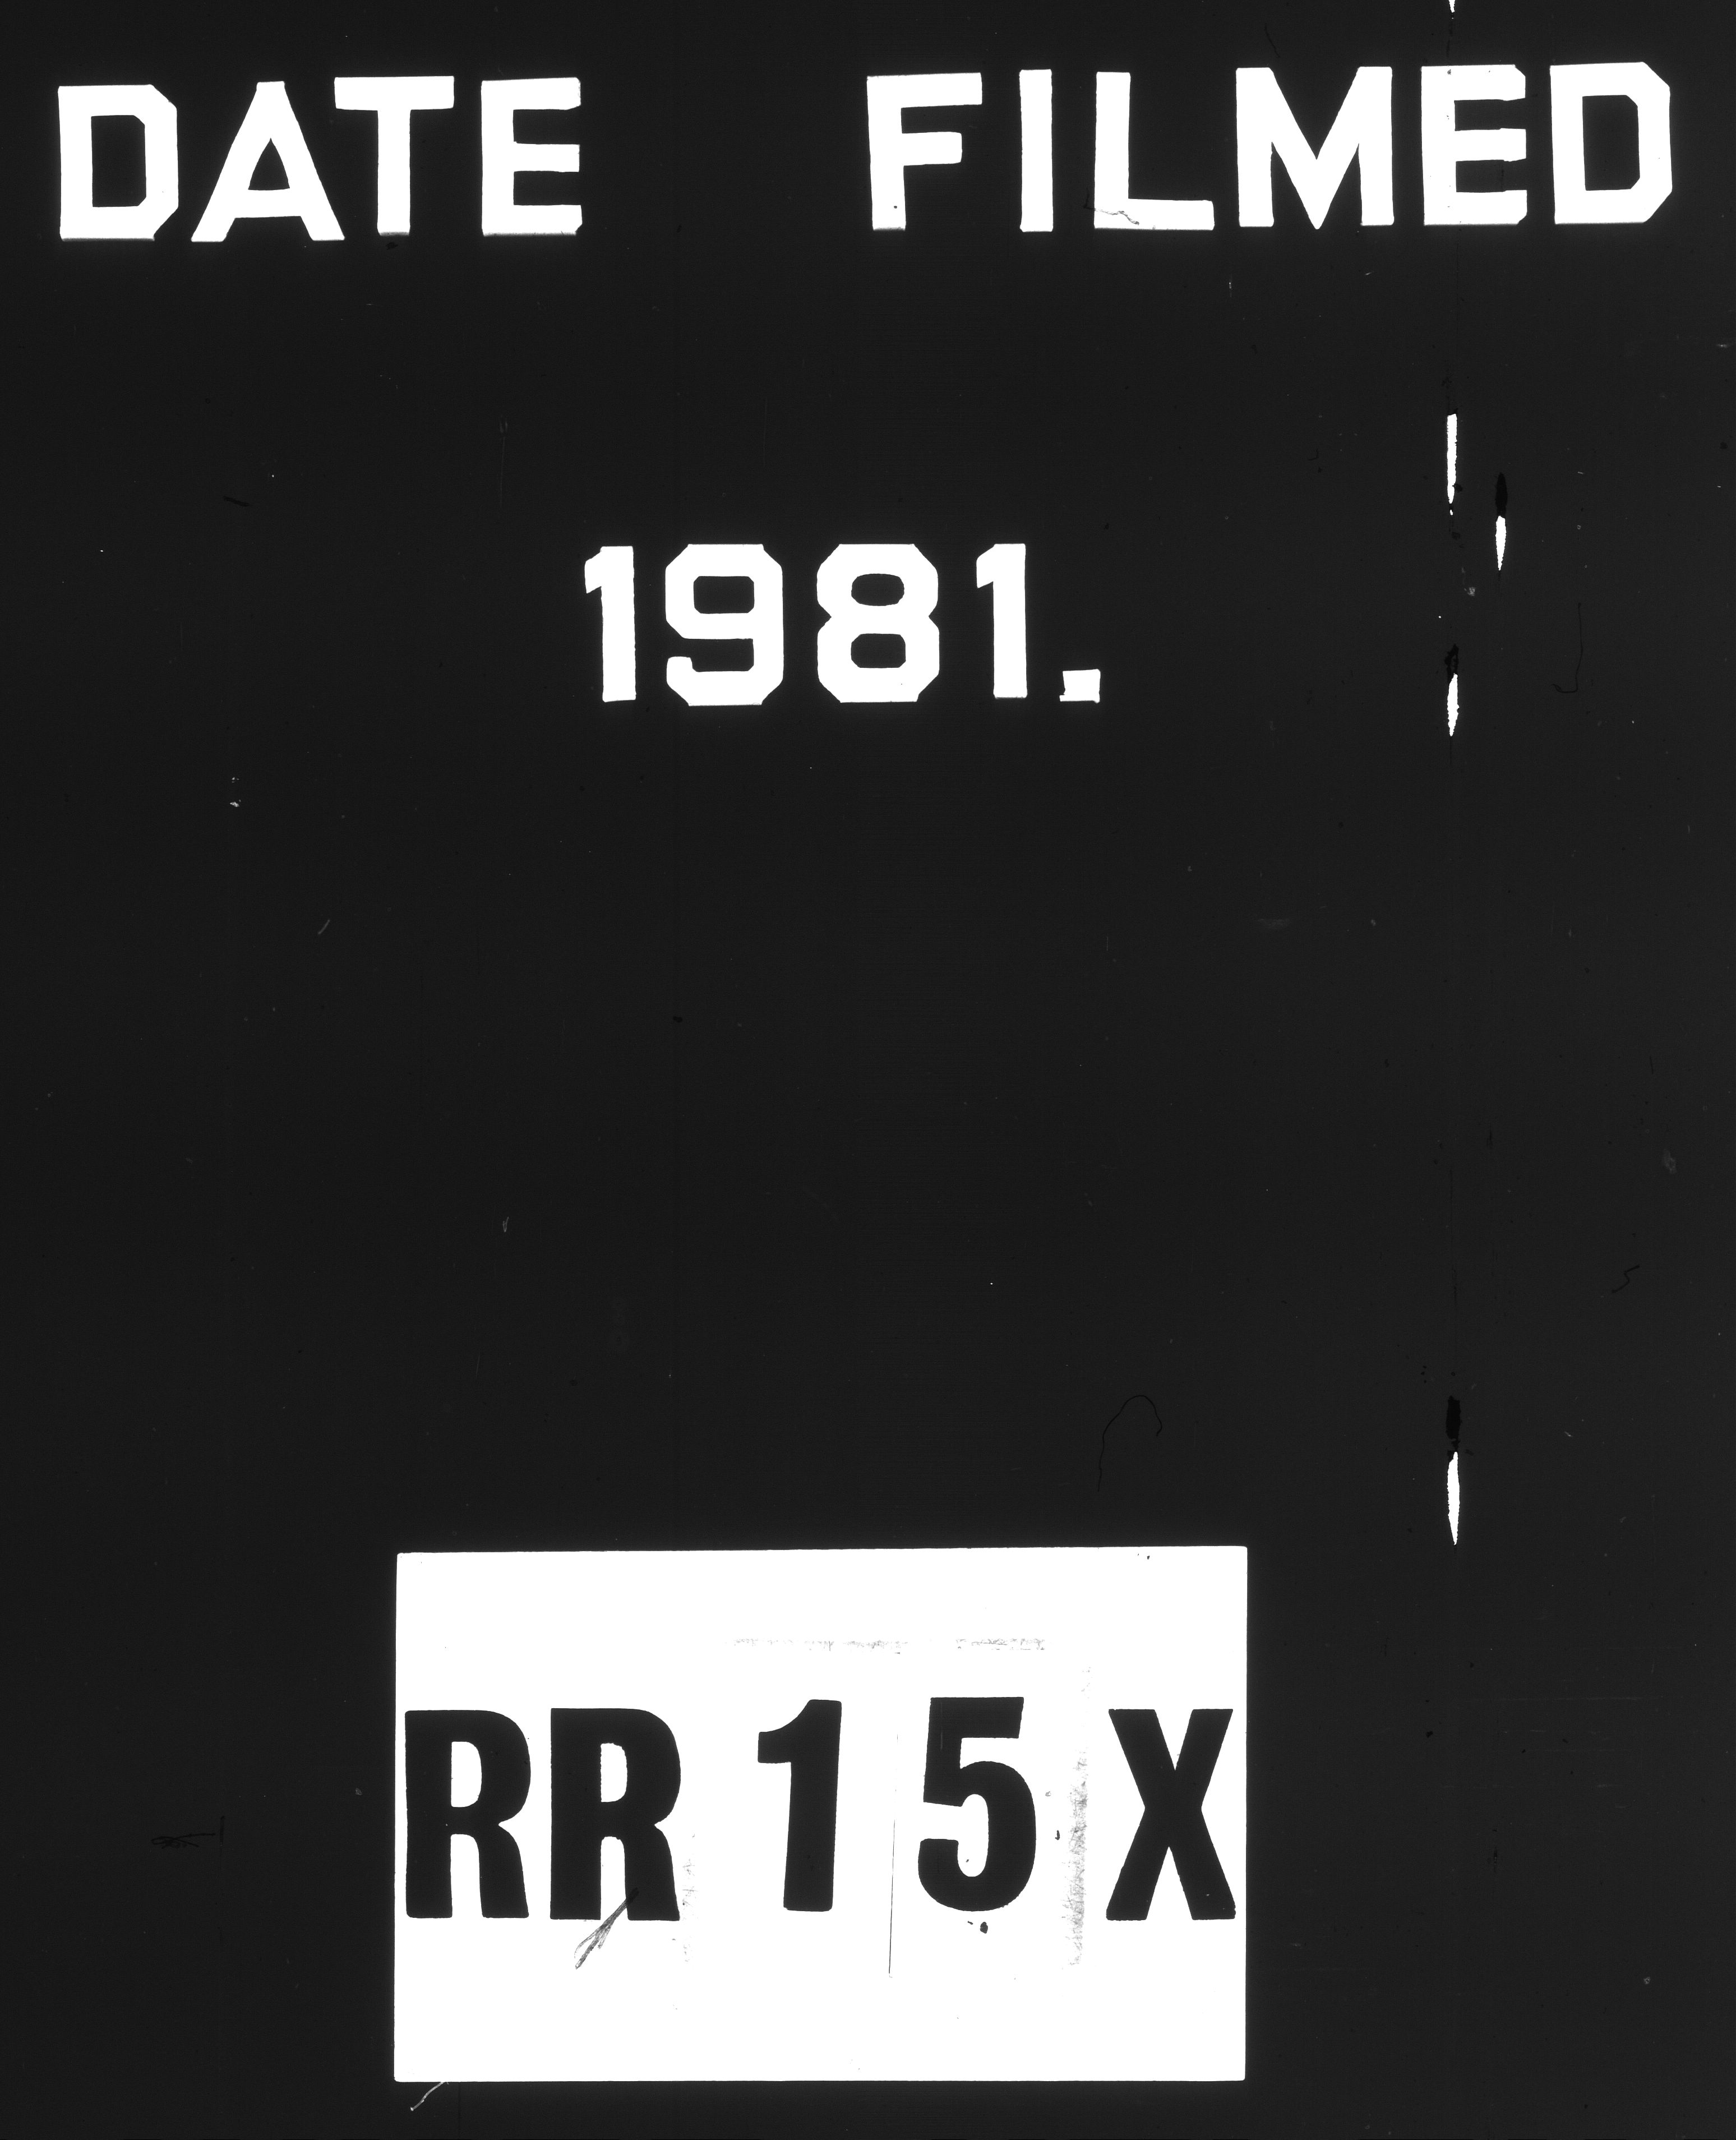 DATE FILMED
1981.
RR 15 X